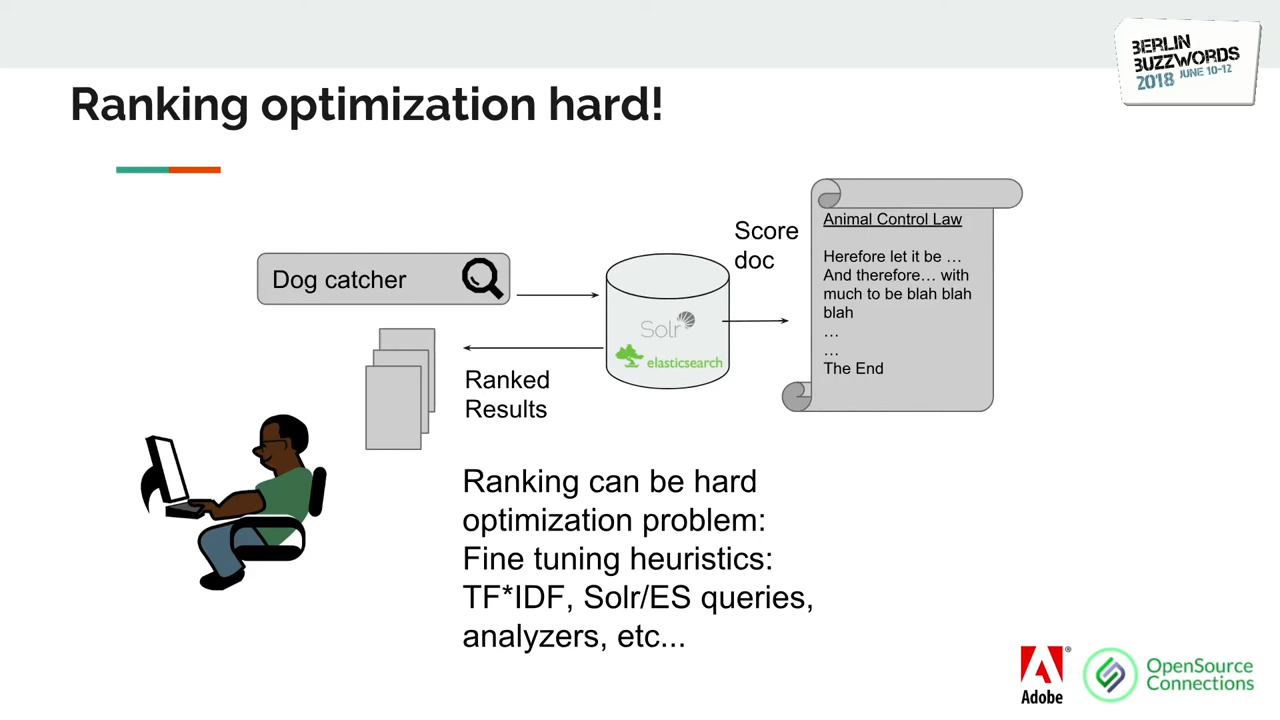 BERLIN
BUZZWORDS
2018 JUNE 10-12
Ranking optimization hard!
Dog catcher
Score
doc
Animal Control Law
Herefore let it be …
And therefore… with
much to be blah blah
blah
…
…
The End
Solr
elasticsearch
Ranked
Results
Ranking can be hard
optimization problem:
Fine tuning heuristics:
TF*IDF, Solr/ES queries,
analyzers, etc...
Adobe®
OpenSource
Connections